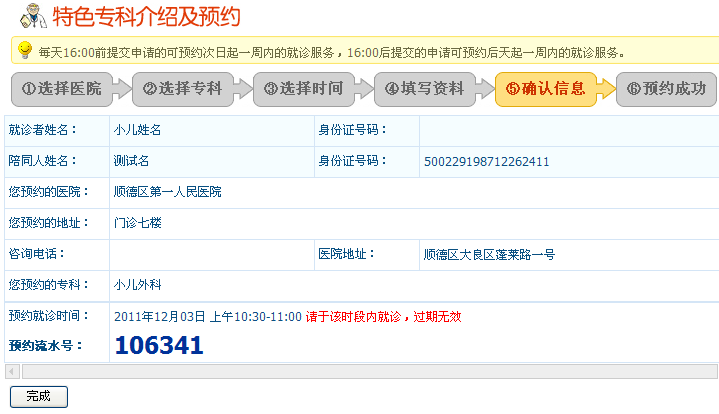 特色专科介绍及预约
每天16:00前提交申请的可预约次日起一周内的就诊服务，16:00后提交的申请可预约后天起一周内的就诊服务。
①选择医院 ②选择专科 ③选择时间 ④填写资料 ⑤确认信息 ⑥预约成功
就诊者姓名： 小儿姓名 身份证号码：
陪同人姓名： 测试名 身份证号码： 500229198712262411
您预约的医院： 顺德区第一人民医院
您预约的地址： 门诊七楼
咨询电话： 医院地址： 顺德区大良区蓬莱路一号
您预约的专科： 小儿外科
预约就诊时间： 2011年12月03日 上午10:30-11:00 请于该时段内就诊，过期无效
预约流水号： 106341
完成